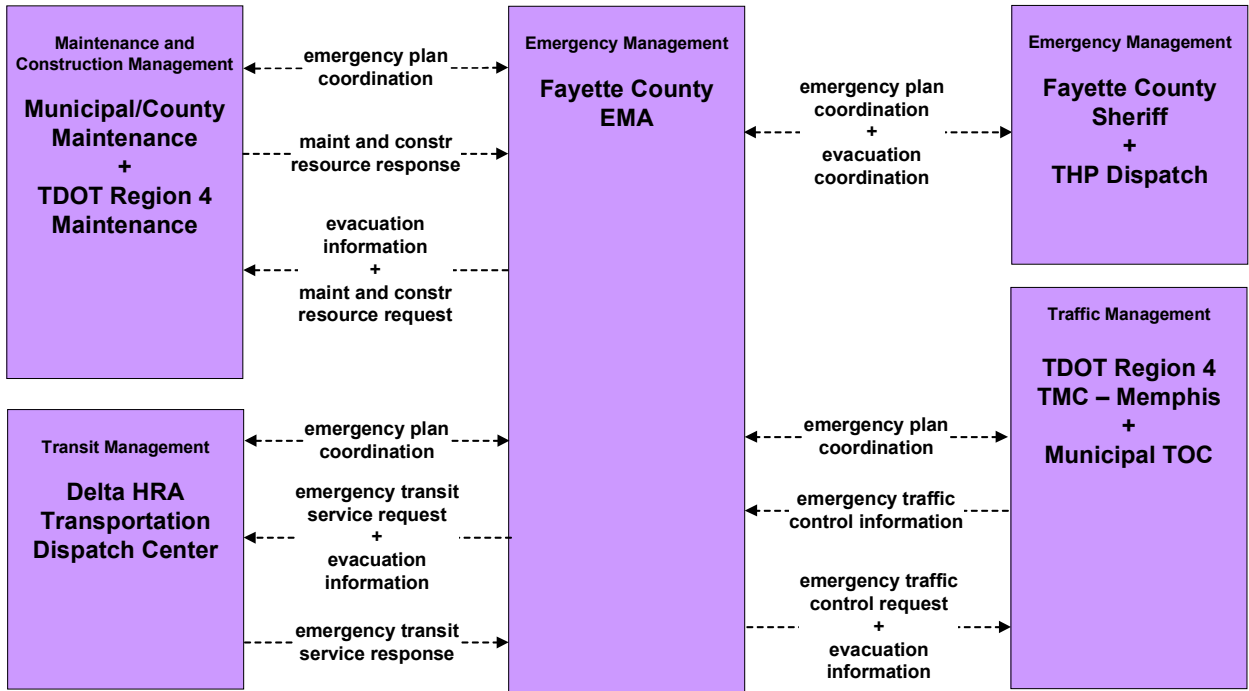 Maintenance and
Construction Management
Municipal/County
Maintenance
+
TDOT Region 4
Maintenance
emergency plan
coordination
maint and constr
resource response
evacuation
information
+
maint and constr
resource request
Emergency Management
Fayette County
EMA
emergency plan
coordination
+
evacuation
coordination
Emergency Management
Fayette County
Sheriff
+
THP Dispatch
Transit Management
Delta HRA
Transportation
Dispatch Center
emergency plan
coordination
emergency transit
service request
+
evacuation
information
emergency transit
service response
emergency plan
coordination
emergency traffic
control information
emergency traffic
control request
+
evacuation
information
Traffic Management
TDOT Region 4
TMC – Memphis
+
Municipal TOC